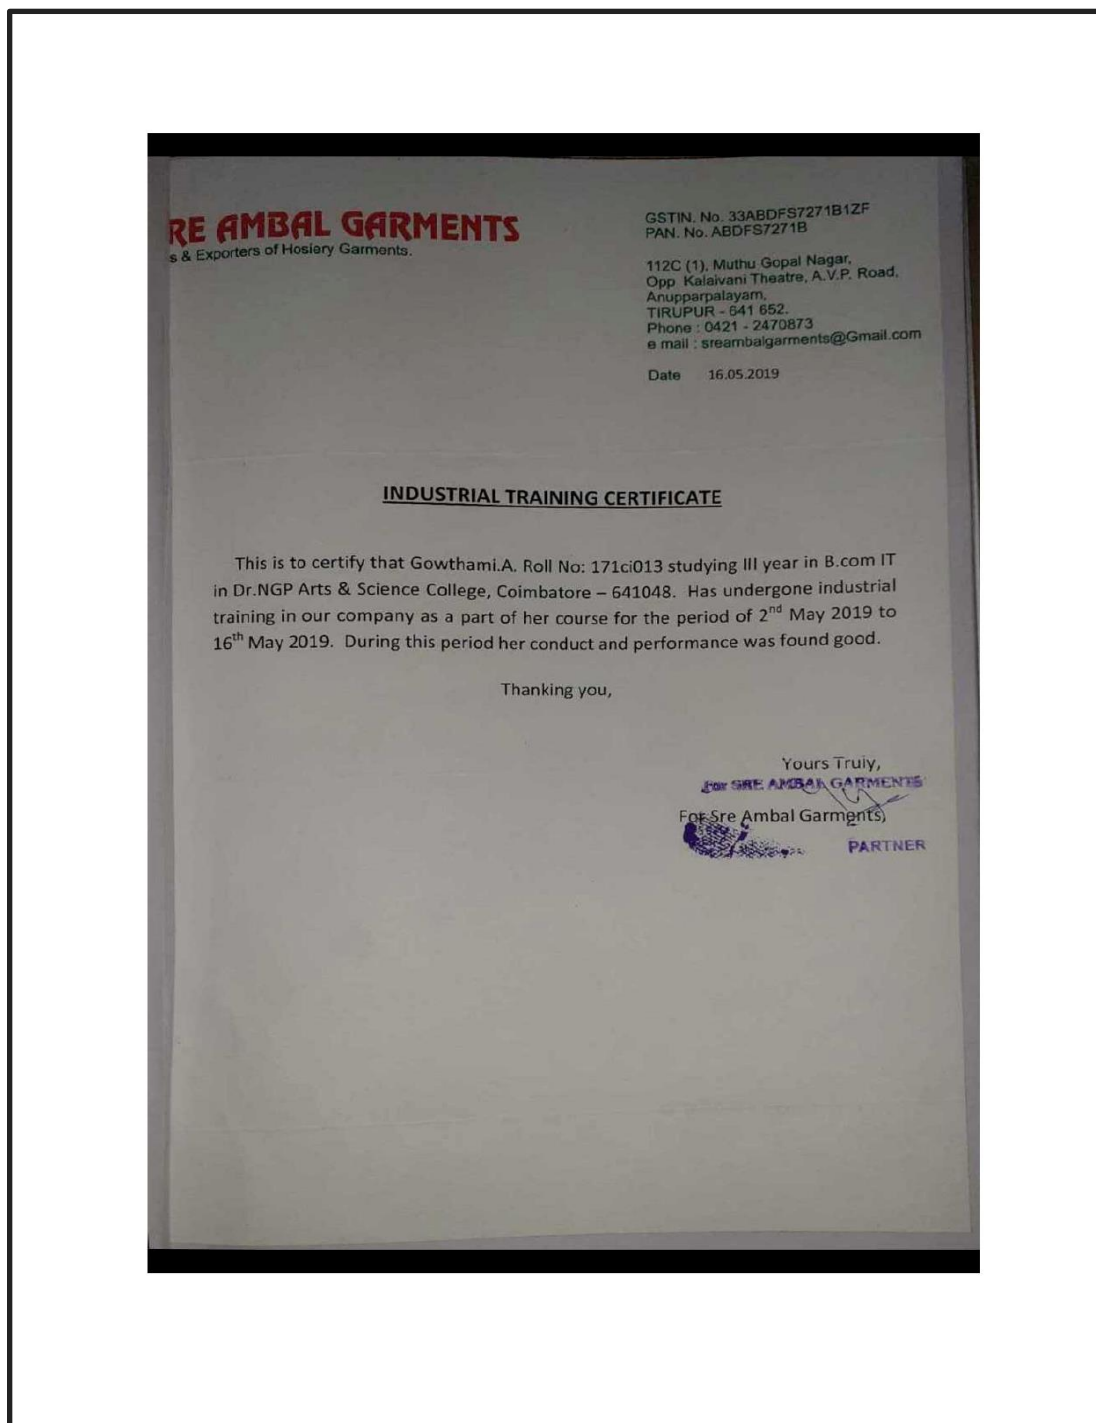 RE AMBAL GARMENTS
s & Exporters of Hosiery Garments.
GSTIN. No. 33ABDFS7271B1ZF
PAN. No. ABDFS7271B
112C (1), Muthu Gopal Nagar,
Opp Kalaivani Theatre, A.V.P. Road,
Anupparpalayam,
TIRUPUR - 641 652.
Phone : 0421 - 2470873
e mail : sreambalgarments@Gmail.com
Date 16.05.2019
INDUSTRIAL TRAINING CERTIFICATE
This is to certify that Gowthami.A. Roll No: 171ci013 studying III year in B.com IT
in Dr.NGP Arts & Science College, Coimbatore – 641048. Has undergone industrial
training in our company as a part of her course for the period of 2nd May 2019 to
16th May 2019. During this period her conduct and performance was found good.
Thanking you,
Yours Truly,
For SRE AMBAL GARMENTS
For Sre Ambal Garments,
PARTNER